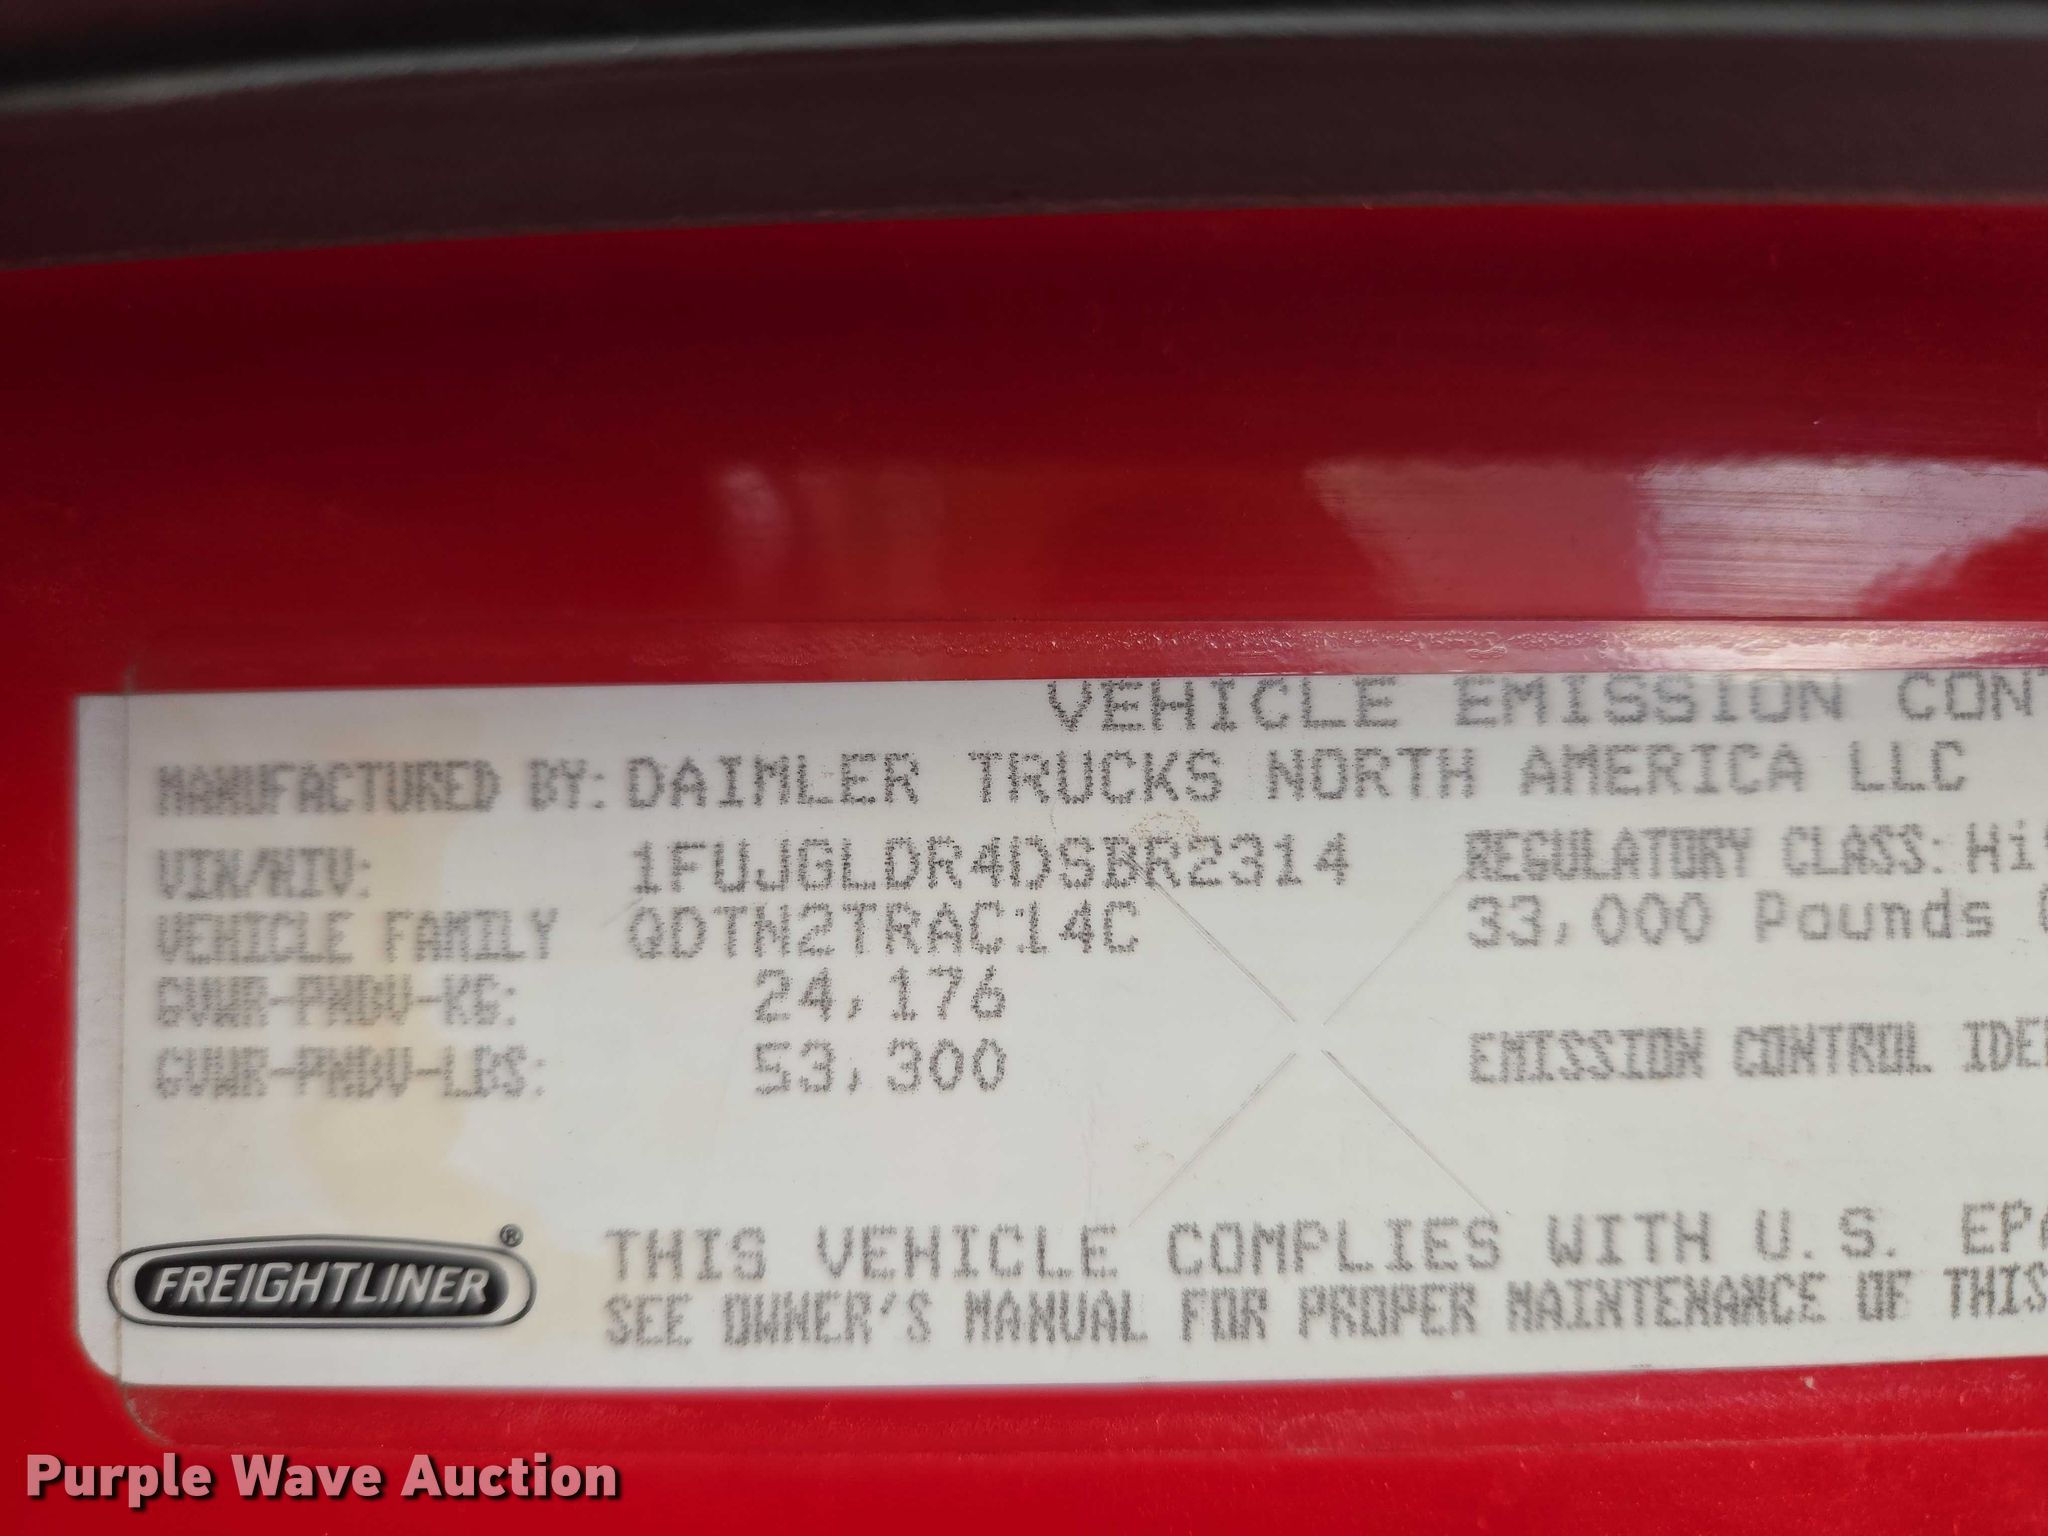 VEHICLE EMISSION CONT
MANUFACTURED BY: DAIMLER TRUCKS NORTH AMERICA LLC
VIN/NIV: 1FUJGLDR4DSBR2314 REGULATORY CLASS: Hi
VEHICLE FAMILY QDTN2TRAC14C 33,000 Pounds
GVWR-PNBV-KG: 24,176
GVWR-PNBV-LBS: 53,300 EMISSION CONTROL IDE
THIS VEHICLE COMPLIES WITH U.S. EPA
SEE OWNER'S MANUAL FOR PROPER MAINTENANCE OF THIS
FREIGHTLINER®
Purple Wave Auction